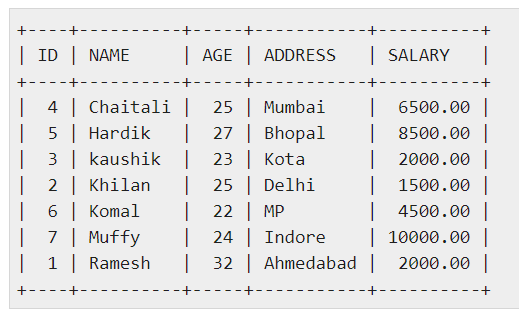 +----+----------+-----+-----------+----------+
| ID | NAME     | AGE | ADDRESS   | SALARY   |
+----+----------+-----+-----------+----------+
|  4 | Chaitali |  25 | Mumbai    |  6500.00 |
|  5 | Hardik   |  27 | Bhopal    |  8500.00 |
|  3 | kaushik  |  23 | Kota      |  2000.00 |
|  2 | Khilan   |  25 | Delhi     |  1500.00 |
|  6 | Komal    |  22 | MP        |  4500.00 |
|  7 | Muffy    |  24 | Indore    | 10000.00 |
|  1 | Ramesh   |  32 | Ahmedabad |  2000.00 |
+----+----------+-----+-----------+----------+